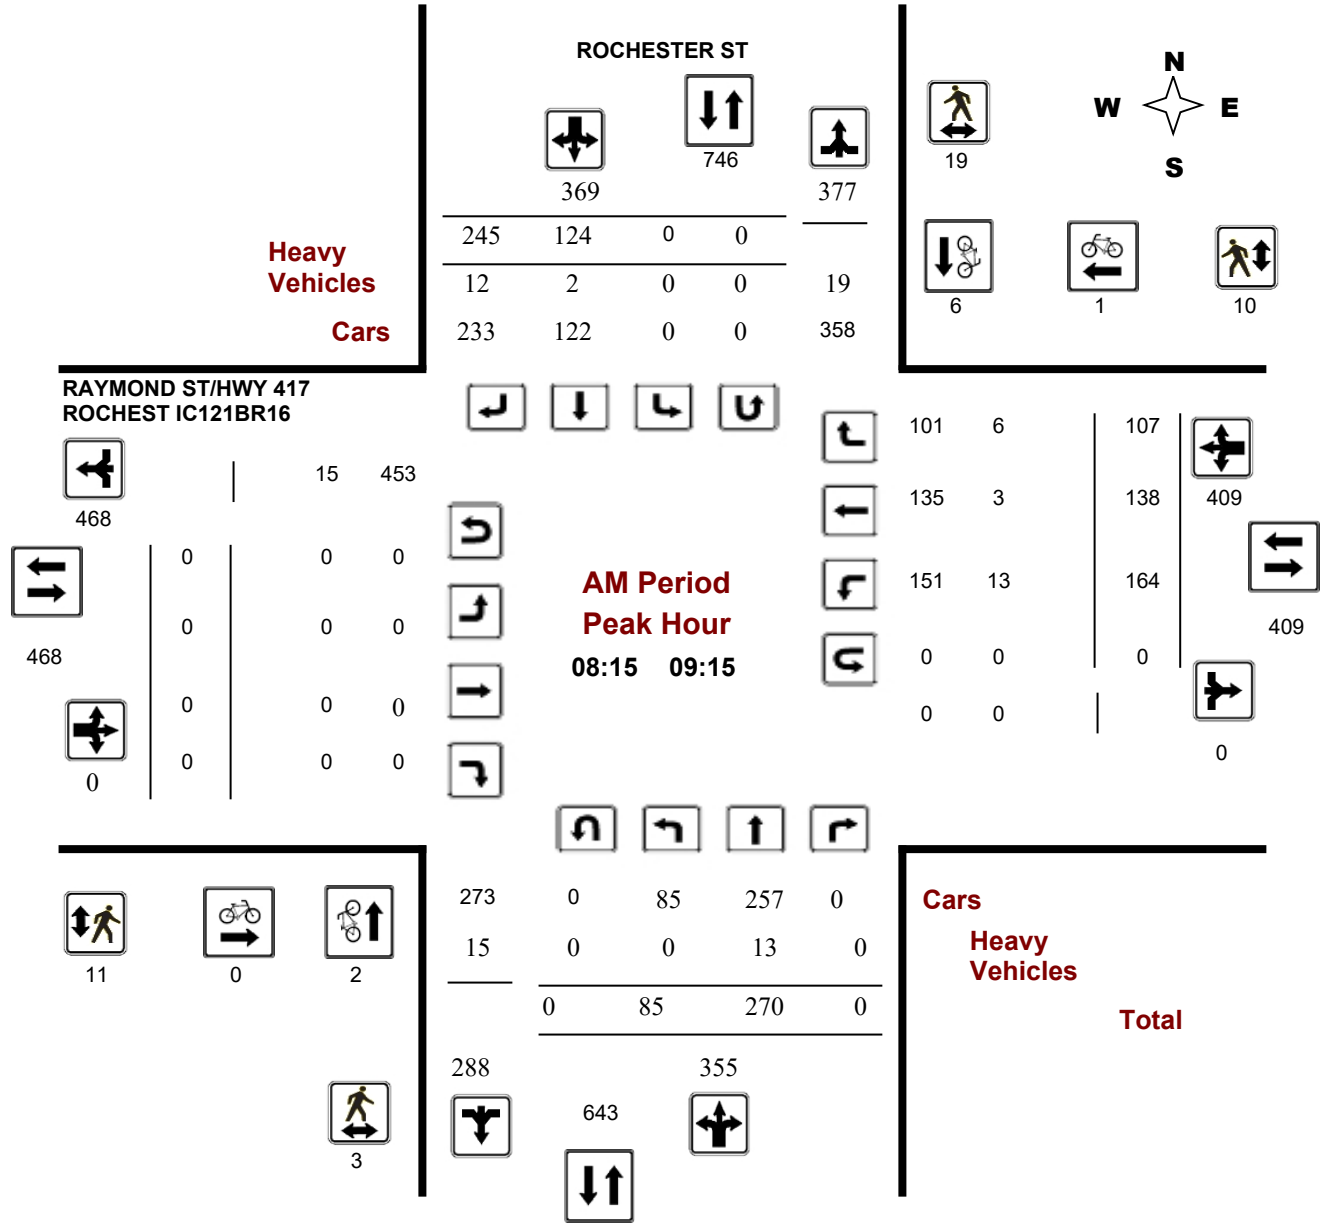 ROCHESTER ST
N
W E
S
746
19
369
377
245 124 0 0
Heavy
Vehicles
12 2 0 0 19
6 1 10
Cars
233 122 0 0 358
RAYMOND ST/HWY 417
ROCHEST IC121BR16
101 6 107
15 453
468
135 3 138
409
0 0 0
AM Period
151 13 164
Peak Hour
0 0 0
409
468
08:15 09:15
0 0 0
0 0 0
0 0
0 0 0
0
0
273 0 85 257 0
Cars
15 0 0 13 0
Heavy
Vehicles
11 0 2
0 85 270 0
Total
288 355
643
3